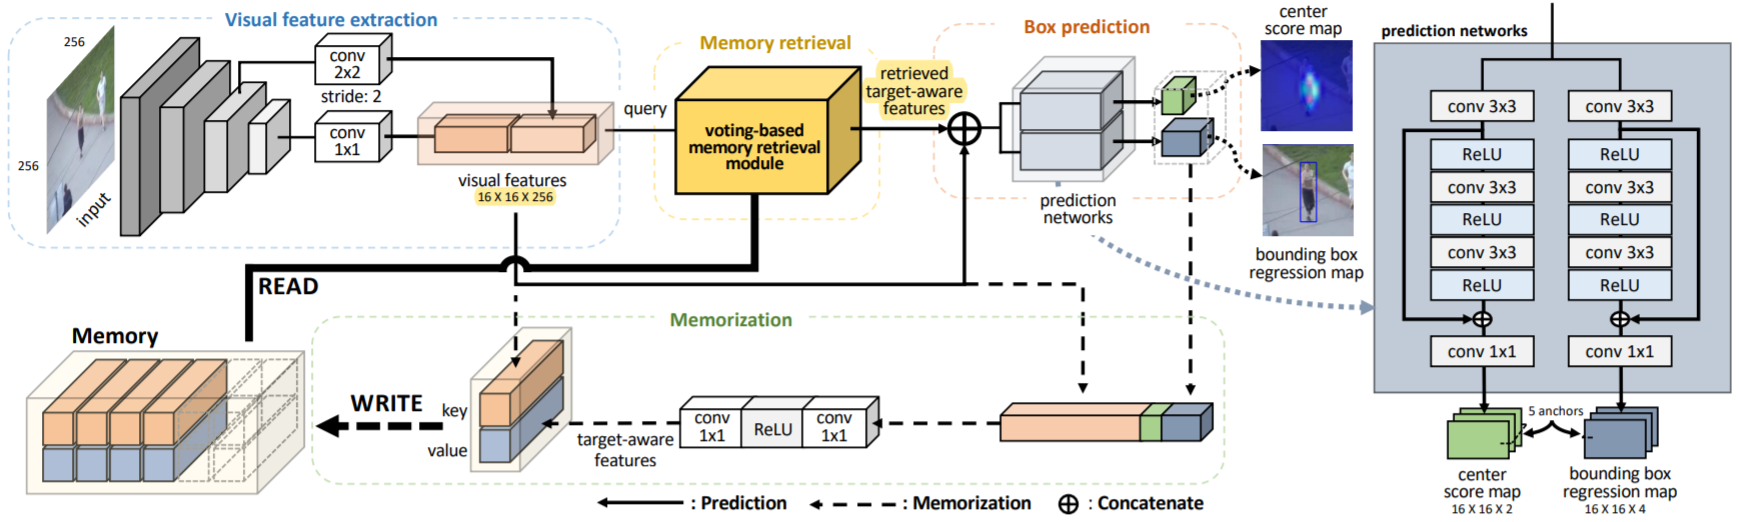 Visual feature extraction
256
256
input
conv
2x2
stride: 2
conv
1x1
visual features
16 X 16 X 256
query
Memory retrieval
voting-based
memory retrieval
module
retrieved
target-aware
features
Box prediction
prediction
networks
center
score map
bounding box
regression map
prediction networks
conv 3x3
conv 3x3
ReLU
ReLU
conv 3x3
conv 3x3
ReLU
ReLU
conv 3x3
conv 3x3
ReLU
ReLU
conv 1x1
conv 1x1
5 anchors
center
score map
16 X 16 X 2
bounding box
regression map
16 X 16 X 4
READ
Memory
WRITE
Memorization
key
value
target-aware
features
conv
1x1
ReLU
conv
1x1
: Prediction
: Memorization
: Concatenate